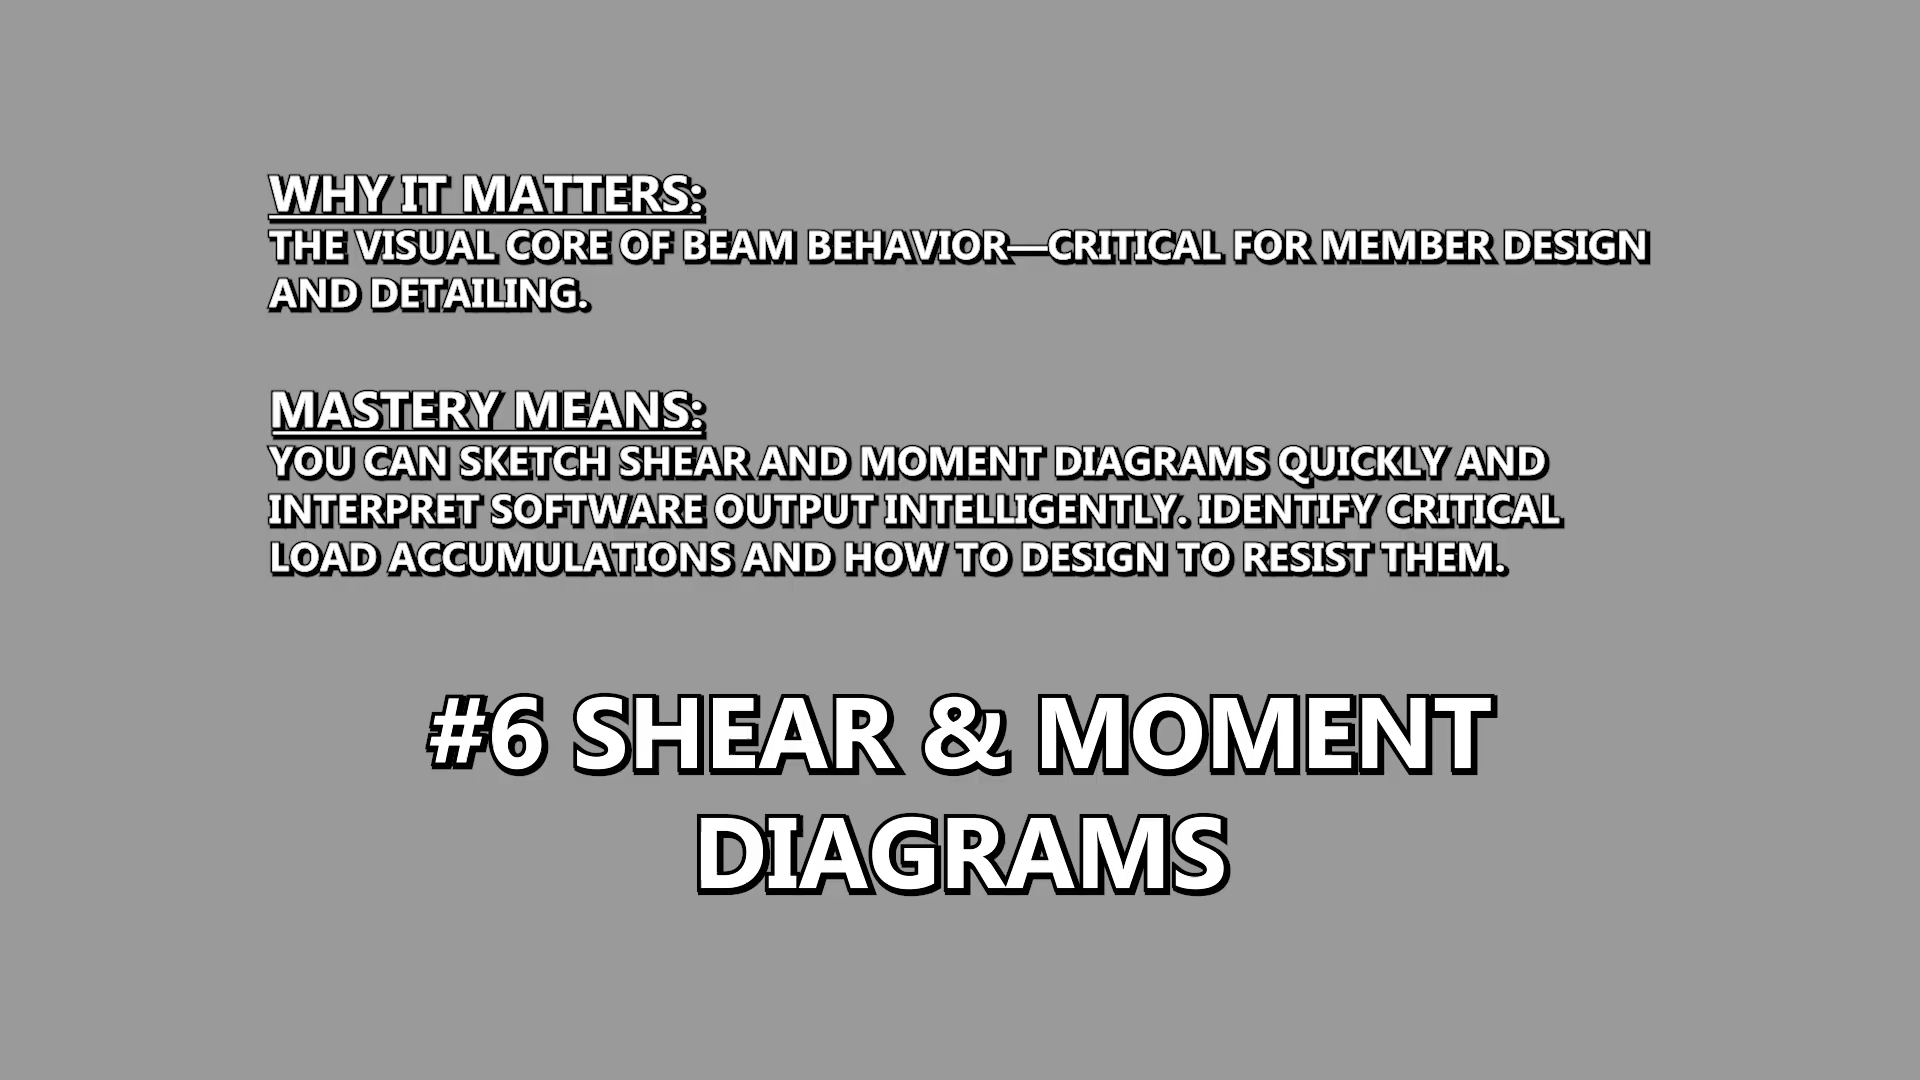 WHY IT MATTERS:
THE VISUAL CORE OF BEAM BEHAVIOR—CRITICAL FOR MEMBER DESIGN
AND DETAILING.
MASTERY MEANS:
YOU CAN SKETCH SHEAR AND MOMENT DIAGRAMS QUICKLY AND
INTERPRET SOFTWARE OUTPUT INTELLIGENTLY. IDENTIFY CRITICAL
LOAD ACCUMULATIONS AND HOW TO DESIGN TO RESIST THEM.
#6 SHEAR & MOMENT
DIAGRAMS